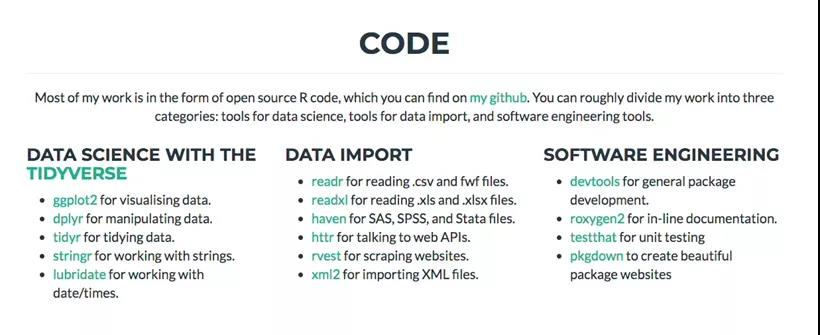 CODE
Most of my work is in the form of open source R code, which you can find on my github. You can roughly divide my work into three
categories: tools for data science, tools for data import, and software engineering tools.
DATA SCIENCE WITH THE
TIDYVERSE
• ggplot2 for visualising data.
• dplyr for manipulating data.
• tidyr for tidying data.
• stringr for working with strings.
• lubridate for working with
date/times.
DATA IMPORT
• readr for reading .csv and fwf files.
• readxl for reading .xls and .xlsx files.
• haven for SAS, SPSS, and Stata files.
• httr for talking to web APIs.
• rvest for scraping websites.
• xml2 for importing XML files.
SOFTWARE ENGINEERING
• devtools for general package
development.
• roxygen2 for in-line documentation.
• testthat for unit testing
• pkgdown to create beautiful
package websites